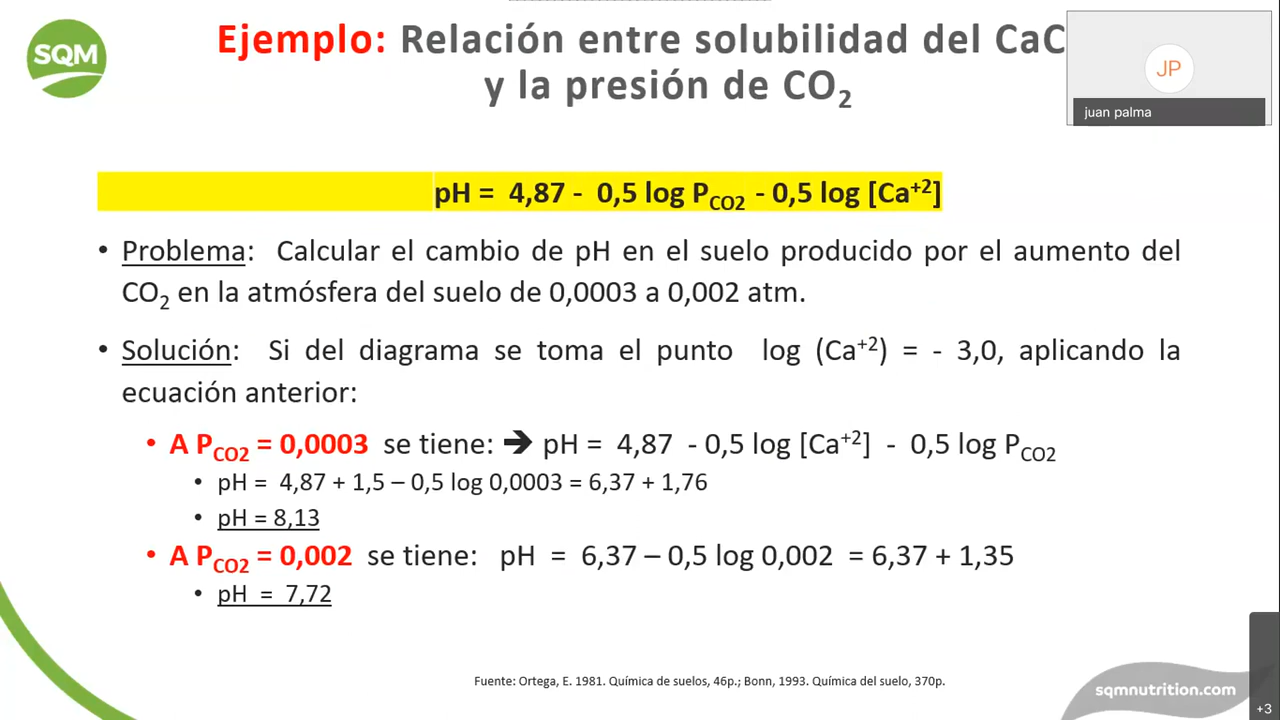 SQM
Ejemplo: Relación entre solubilidad del CaC
y la presión de CO₂
JP
juan palma
pH = 4,87 - 0,5 log P_CO2 - 0,5 log [Ca⁺²]
• Problema: Calcular el cambio de pH en el suelo producido por el aumento del
CO₂ en la atmósfera del suelo de 0,0003 a 0,002 atm.
• Solución: Si del diagrama se toma el punto log (Ca⁺²) = - 3,0, aplicando la
ecuación anterior:
• A P_CO2 = 0,0003 se tiene: ➔ pH = 4,87 - 0,5 log [Ca⁺²] - 0,5 log P_CO2
• pH = 4,87 + 1,5 – 0,5 log 0,0003 = 6,37 + 1,76
• pH = 8,13
• A P_CO2 = 0,002 se tiene: pH = 6,37 – 0,5 log 0,002 = 6,37 + 1,35
• pH = 7,72
Fuente: Ortega, E. 1981. Química de suelos, 46p.; Bonn, 1993. Química del suelo, 370p.
sqmnutrition.com
+3